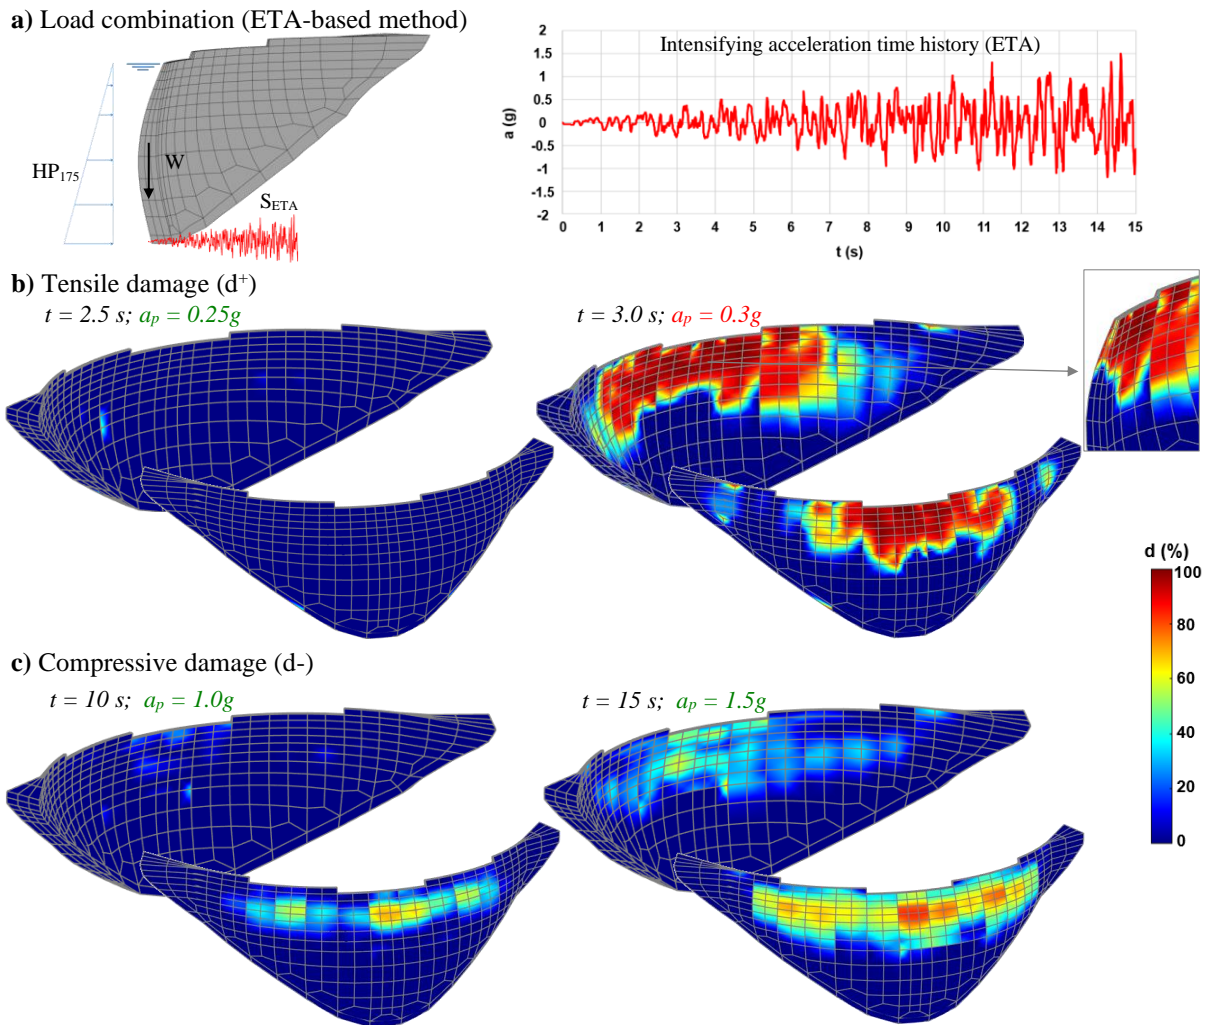 a) Load combination (ETA-based method)
HP175
W
SETA
Intensifying acceleration time history (ETA)
a (g)
2
1.5
1
0.5
0
-0.5
-1
-1.5
-2
0 1 2 3 4 5 6 7 8 9 10 11 12 13 14 15
t (s)
b) Tensile damage (d+)
t = 2.5 s; ap = 0.25g
t = 3.0 s; ap = 0.3g
d (%)
100
80
60
40
20
0
c) Compressive damage (d-)
t = 10 s; ap = 1.0g
t = 15 s; ap = 1.5g